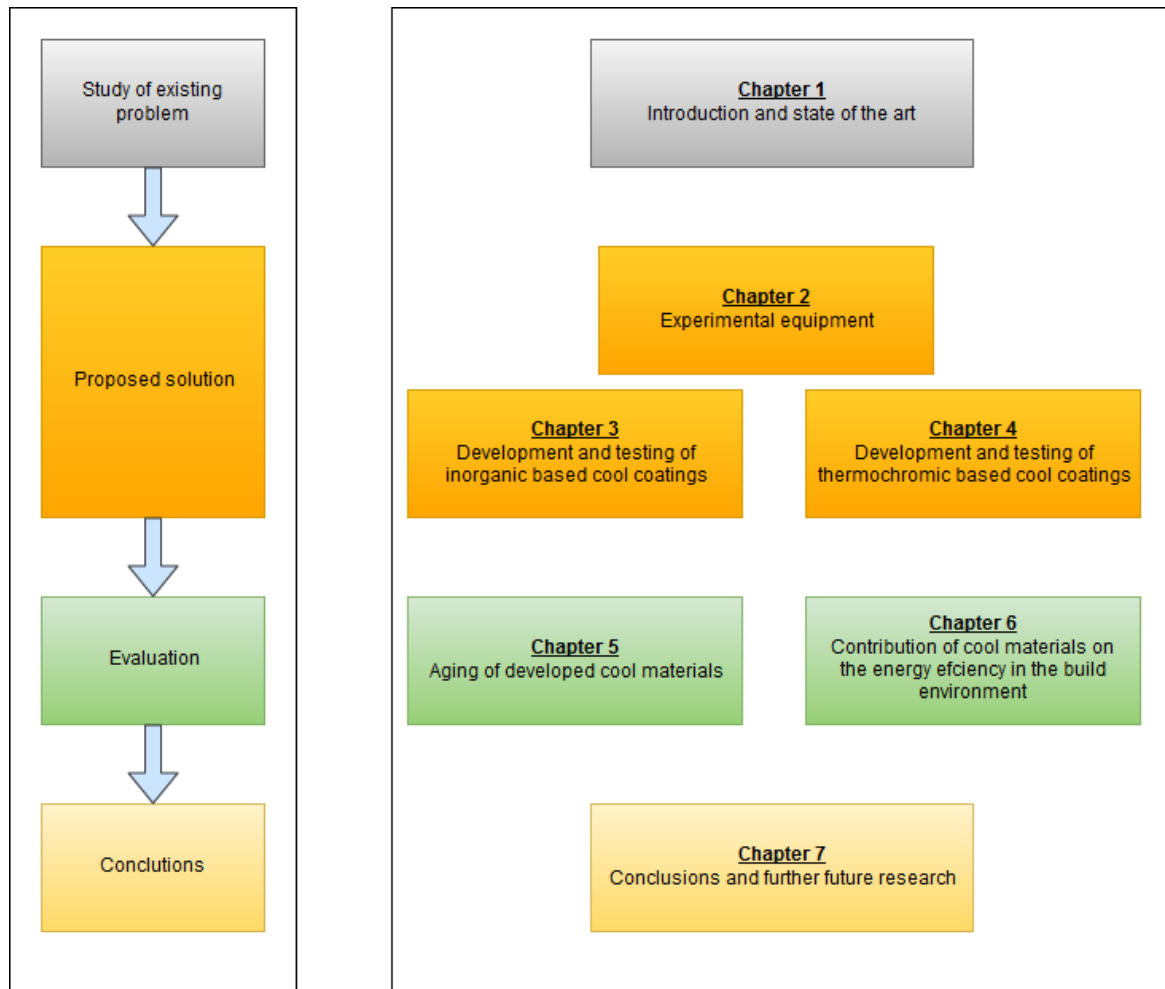 Study of existing
problem
Proposed solution
Evaluation
Conclutions
Chapter 1
Introduction and state of the art
Chapter 2
Experimental equipment
Chapter 3
Development and testing of
inorganic based cool coatings
Chapter 4
Development and testing of
thermochromic based cool coatings
Chapter 5
Aging of developed cool materials
Chapter 6
Contribution of cool materials on
the energy efciency in the build
environment
Chapter 7
Conclusions and further future research